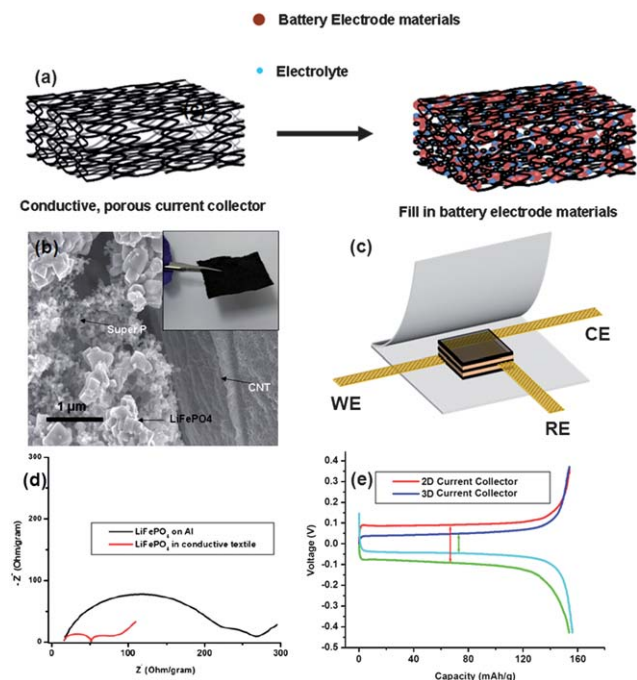 Battery Electrode materials
(a)
Electrolyte
Conductive, porous current collector
Fill in battery electrode materials
(b)
(c)
Super P
CNT
1 µm
LiFePO4
CE
WE
RE
(d)
300
200
100
0
-Z" (Ohm/gram)
LiFePO₄ on Al
LiFePO₄ in conductive textile
0
100
200
300
Z' (Ohm/gram)
(e)
0.4
0.3
0.2
0.1
0.0
-0.1
-0.2
-0.3
-0.4
-0.5
Voltage (V)
2D Current Collector
3D Current Collector
0
40
80
120
160
Capacity (mAh/g)